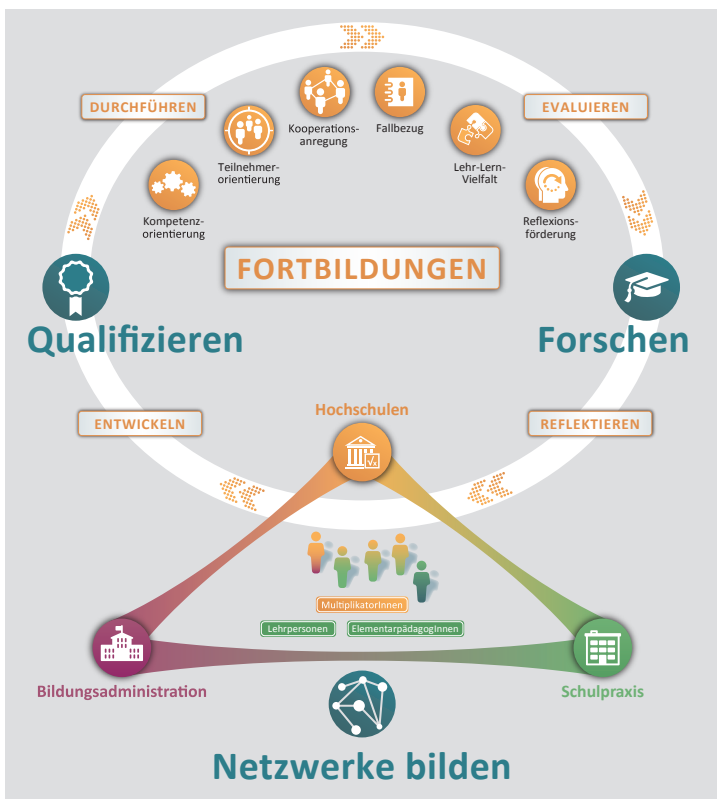 DURCHFÜHREN
EVALUIEREN
Kooperations-
anregung
Fallbezug
Teilnehmer-
orientierung
Lehr-Lern-
Vielfalt
Kompetenz-
orientierung
Reflexions-
förderung
FORTBILDUNGEN
Qualifizieren
Forschen
Hochschulen
ENTWICKELN
REFLEKTIEREN
√x
MultiplikatorInnen
Lehrpersonen
ElementarpädagogInnen
Bildungsadministration
Schulpraxis
Netzwerke bilden